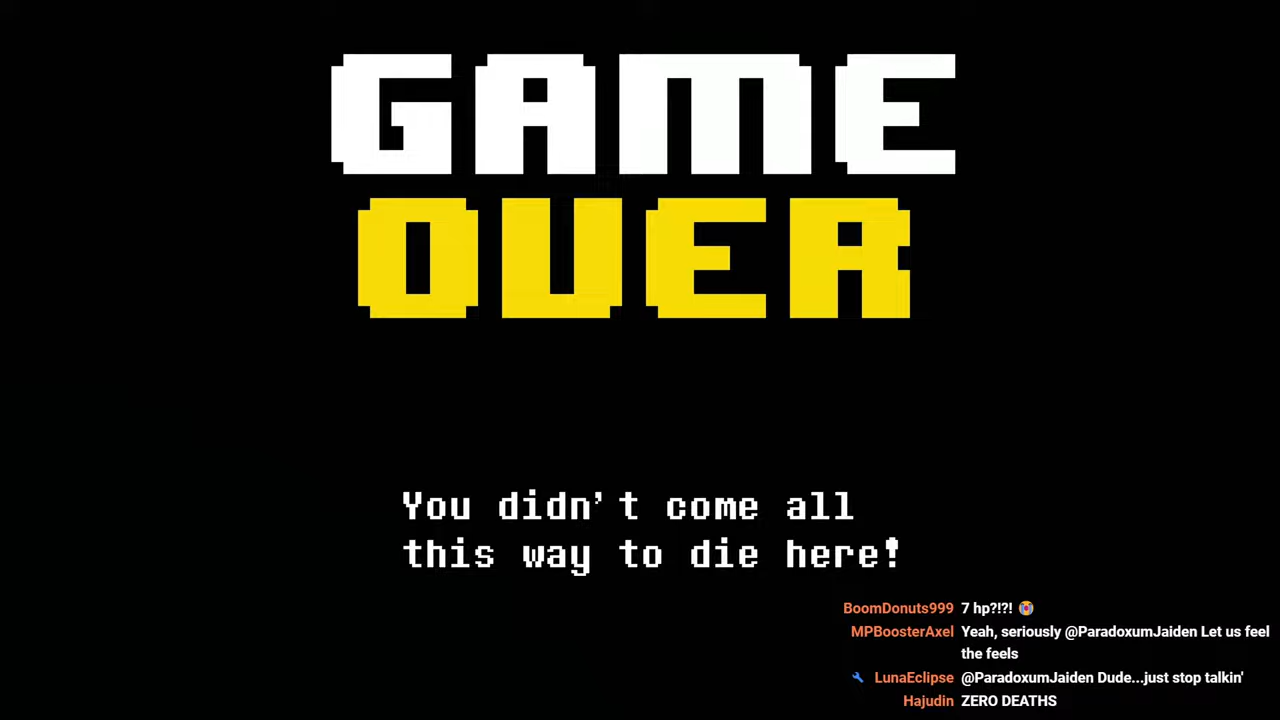 GAME
OVER
You didn't come all
this way to die here!
BoomDonuts999 7 hp?!?! 😭
MPBoosterAxel Yeah, seriously @ParadoxumJaiden Let us feel
the feels
LunaEclipse @ParadoxumJaiden Dude...just stop talkin'
Hajudin ZERO DEATHS